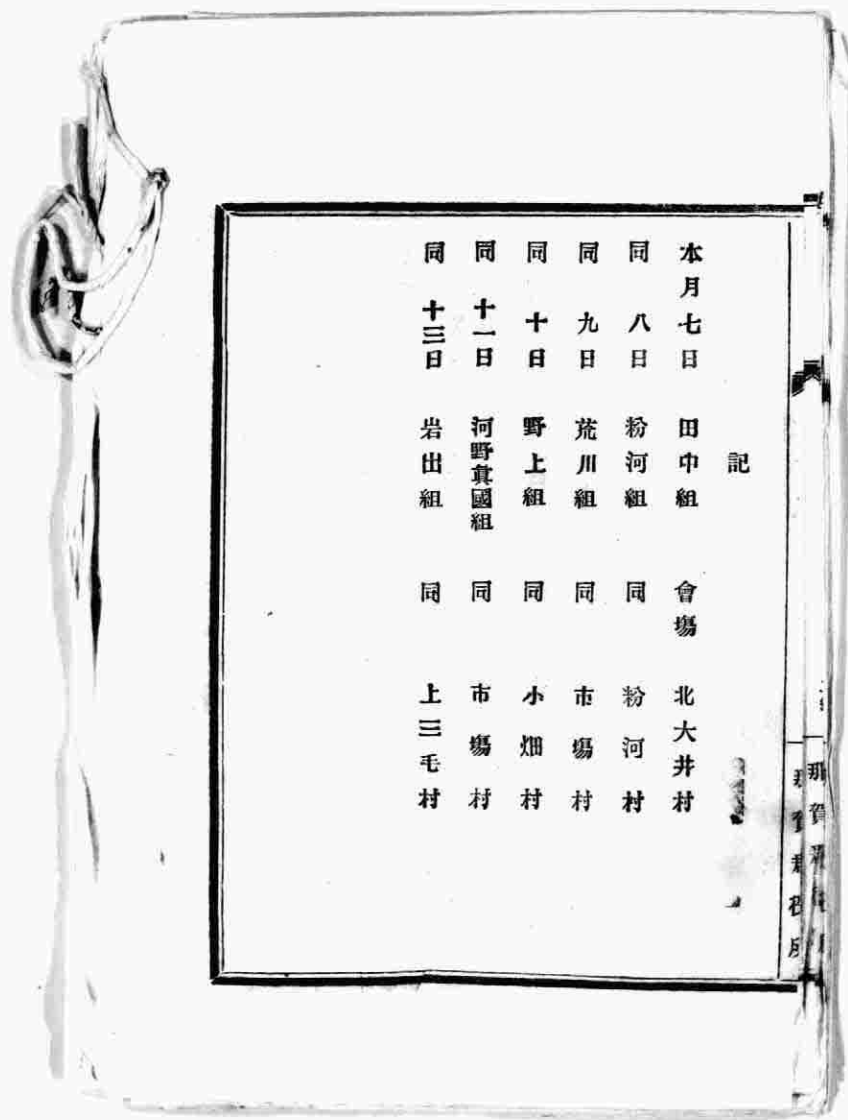 記
本月七日 田中組 會場 北大井村
同 八日 粉河組 同 粉河村
同 九日 荒川組 同 市場村
同 十日 野上組 同 小畑村
同 十一日 河野眞國組 同 市場村
同 十三日 岩出組 同 上三毛村